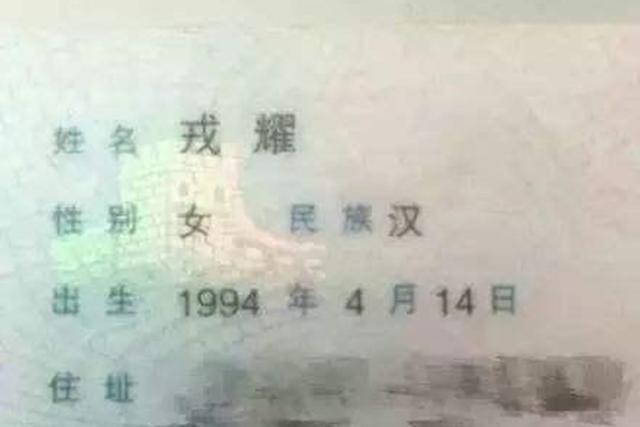 姓名 戎耀
性别 女 民族 汉
出生 1994 年 4 月 14 日
住址